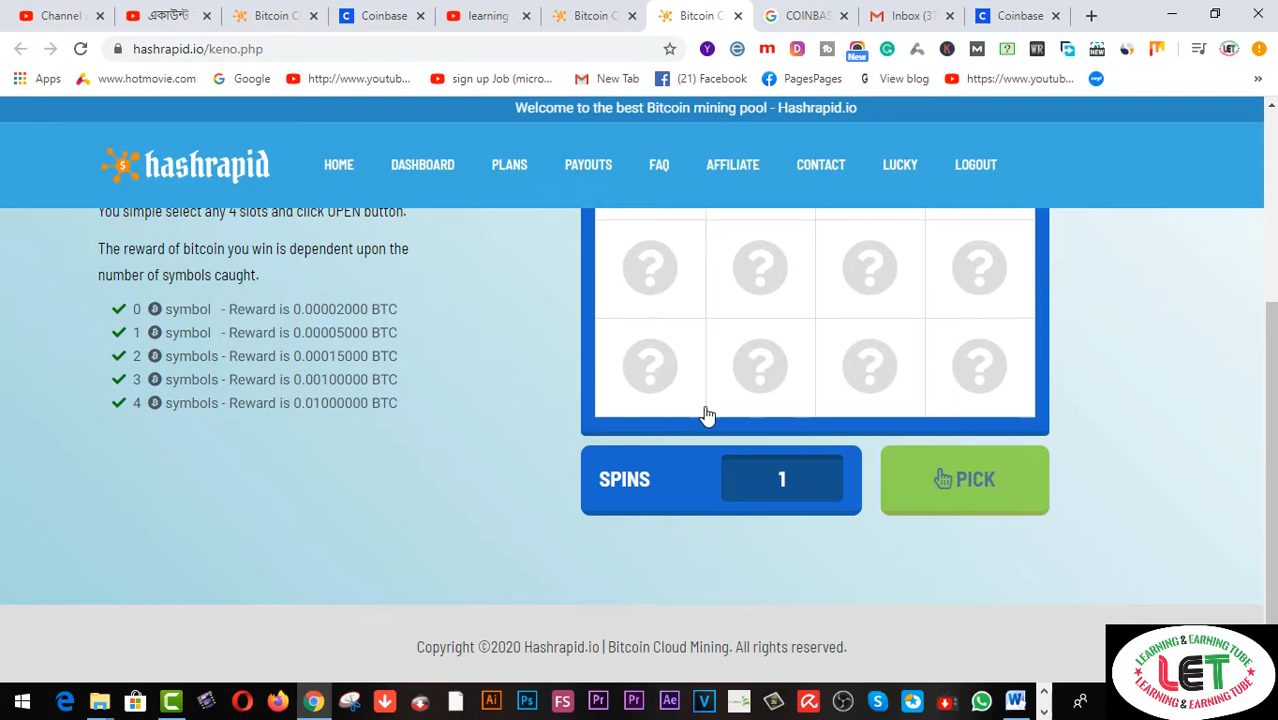 Channel
একাউন্ট
Bitcoin C
Coinbase
learning
Bitcoin C
Bitcoin C
COINBAS
Inbox (37
Coinbase
hashrapid.io/keno.php
New
Apps
www.hotmovie.com
Google
http://www.youtub...
sign up Job (micro...
New Tab
(21) Facebook
PagesPages
View blog
https://www.youtub...
Welcome to the best Bitcoin mining pool - Hashrapid.io
hashrapid
HOME
DASHBOARD
PLANS
PAYOUTS
FAQ
AFFILIATE
CONTACT
LUCKY
LOGOUT
You simple select any 4 slots and click OPEN button.
The reward of bitcoin you win is dependent upon the
number of symbols caught.
0 symbol - Reward is 0.00002000 BTC
1 symbol - Reward is 0.00005000 BTC
2 symbols - Reward is 0.00015000 BTC
3 symbols - Reward is 0.00100000 BTC
4 symbols - Reward is 0.01000000 BTC
? ? ? ?
? ? ? ?
SPINS 1
PICK
Copyright ©2020 Hashrapid.io | Bitcoin Cloud Mining. All rights reserved.
LEARNING & EARNING TUBE
LET
LEARNING & EARNING TUBE